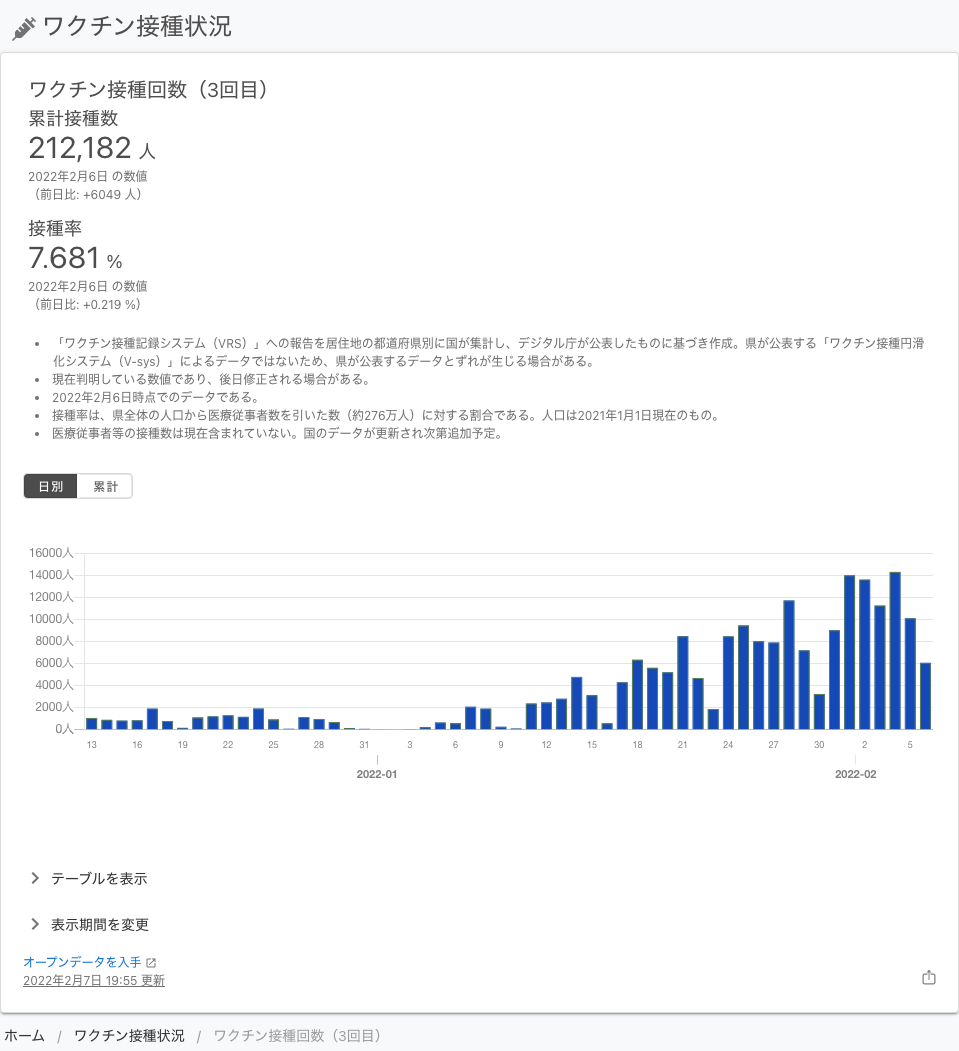 ワクチン接種状況
ワクチン接種回数（3回目）
累計接種数
212,182 人
2022年2月6日 の数値
（前日比: +6049 人）
接種率
7.681 %
2022年2月6日 の数値
（前日比: +0.219 %）
• 「ワクチン接種記録システム（VRS）」への報告を居住地の都道府県別に国が集計し、デジタル庁が公表したものに基づき作成。県が公表する「ワクチン接種円滑
化システム（V-sys）」によるデータではないため、県が公表するデータとずれが生じる場合がある。
• 現在判明している数値であり、後日修正される場合がある。
• 2022年2月6日時点でのデータである。
• 接種率は、県全体の人口から医療従事者数を引いた数（約276万人）に対する割合である。人口は2021年1月1日現在のもの。
• 医療従事者等の接種数は現在含まれていない。国のデータが更新され次第追加予定。
日別 累計
16000人
14000人
12000人
10000人
8000人
6000人
4000人
2000人
0人
13 16 19 22 25 28 31 3 6 9 12 15 18 21 24 27 30 2 5
2022-01 2022-02
テーブルを表示
表示期間を変更
オープンデータを入手
2022年2月7日 19:55 更新
ホーム / ワクチン接種状況 / ワクチン接種回数（3回目）